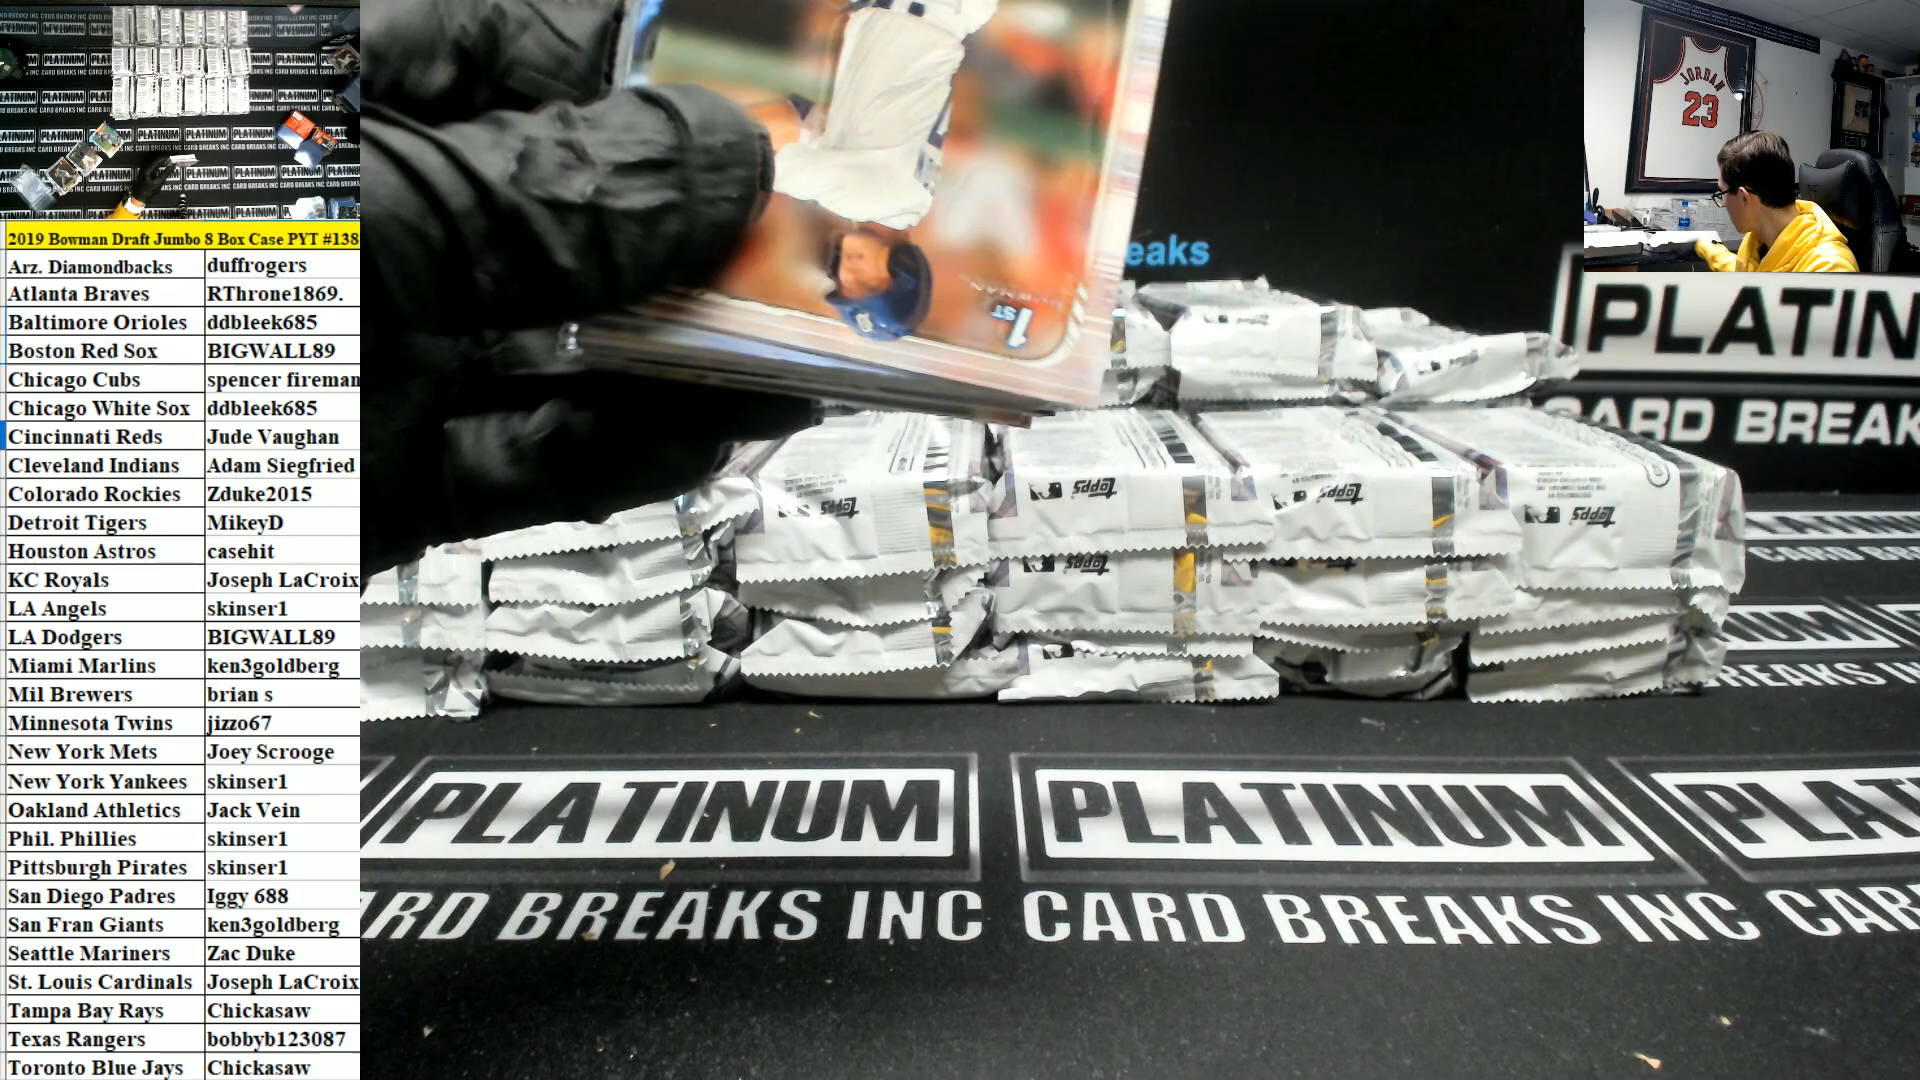 2019 Bowman Draft Jumbo 8 Box Case PYT #138
Arz. Diamondbacks duffrogers
Atlanta Braves RThrone1869.
Baltimore Orioles ddbleek685
Boston Red Sox BIGWALL89
Chicago Cubs spencer fireman
Chicago White Sox ddbleek685
Cincinnati Reds Jude Vaughan
Cleveland Indians Adam Siegfried
Colorado Rockies Zduke2015
Detroit Tigers MikeyD
Houston Astros casehit
KC Royals Joseph LaCroix
LA Angels skinser1
LA Dodgers BIGWALL89
Miami Marlins ken3goldberg
Mil Brewers brian s
Minnesota Twins jizzo67
New York Mets Joey Scrooge
New York Yankees skinser1
Oakland Athletics Jack Vein
Phil. Phillies skinser1
Pittsburgh Pirates skinser1
San Diego Padres Iggy 688
San Fran Giants ken3goldberg
Seattle Mariners Zac Duke
St. Louis Cardinals Joseph LaCroix
Tampa Bay Rays Chickasaw
Texas Rangers bobbyb123087
Toronto Blue Jays Chickasaw
eaks
1ST
JORDAN
23
PLATIN
CARD BREAK
topps
topps
topps
topps
topps
PLATINUM PLATINUM PLAT
RD BREAKS INC CARD BREAKS INC CAR